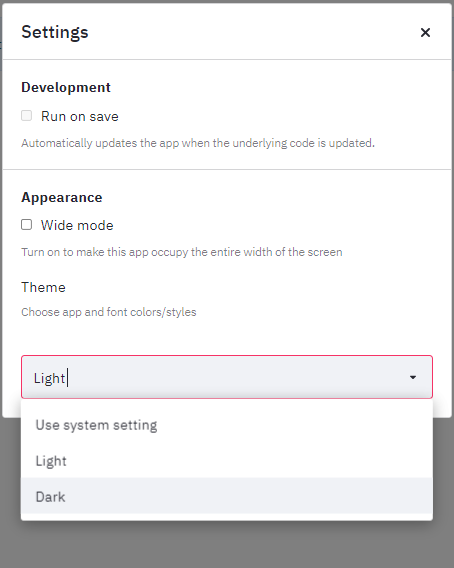 Settings
Development
Run on save
Automatically updates the app when the underlying code is updated.
Appearance
Wide mode
Turn on to make this app occupy the entire width of the screen
Theme
Choose app and font colors/styles
Light
Use system setting
Light
Dark